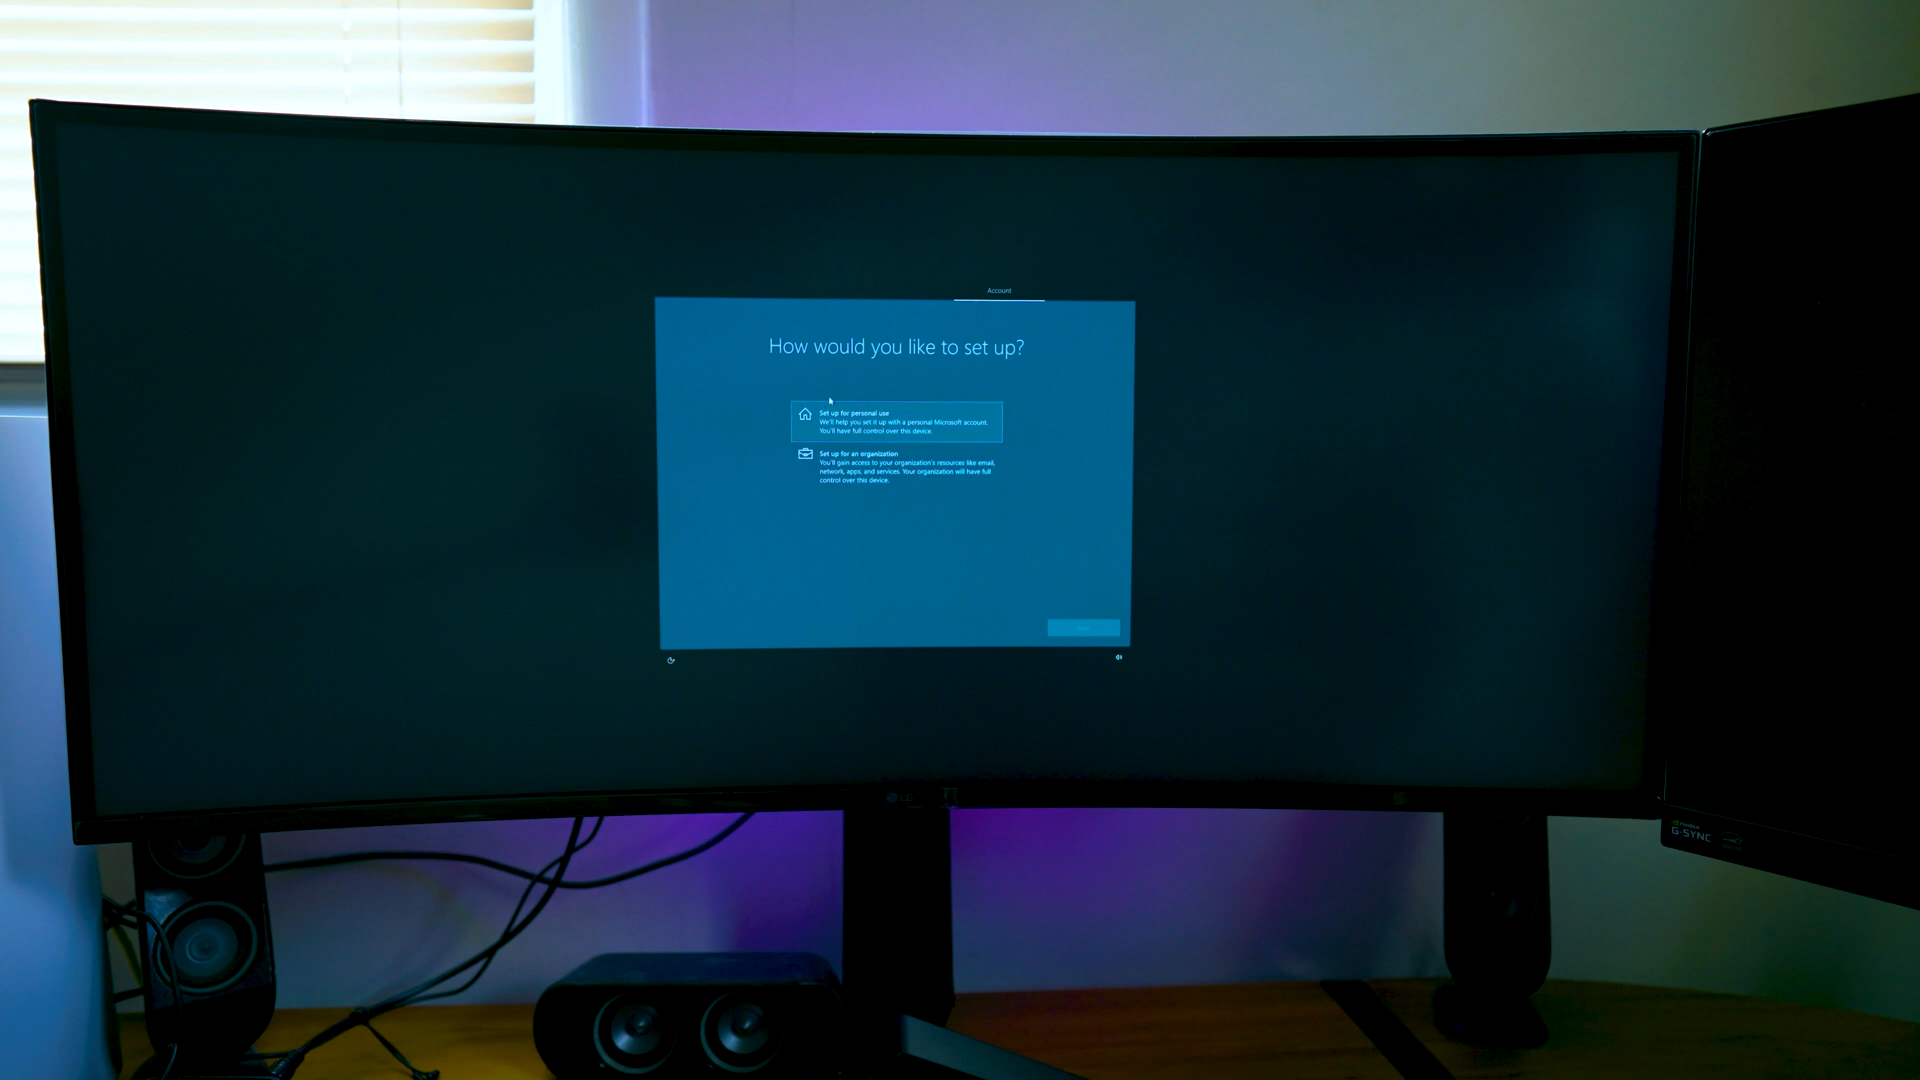 Account
How would you like to set up?
Set up for personal use
We'll help you set it up with a personal Microsoft account.
You'll have full control over this device.
Set up for an organization
You'll gain access to your organization's resources like email,
network, apps, and services. Your organization will have full
control over this device.
LG
NVIDIA
G-SYNC